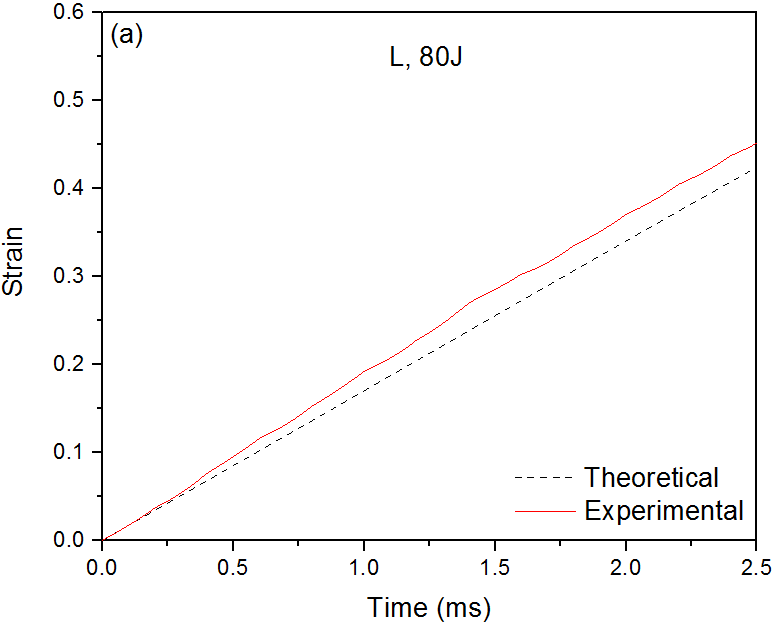 (a)
L, 80J
0.6
0.5
0.4
0.3
0.2
0.1
0.0
Strain
Theoretical
Experimental
0.0 0.5 1.0 1.5 2.0 2.5
Time (ms)